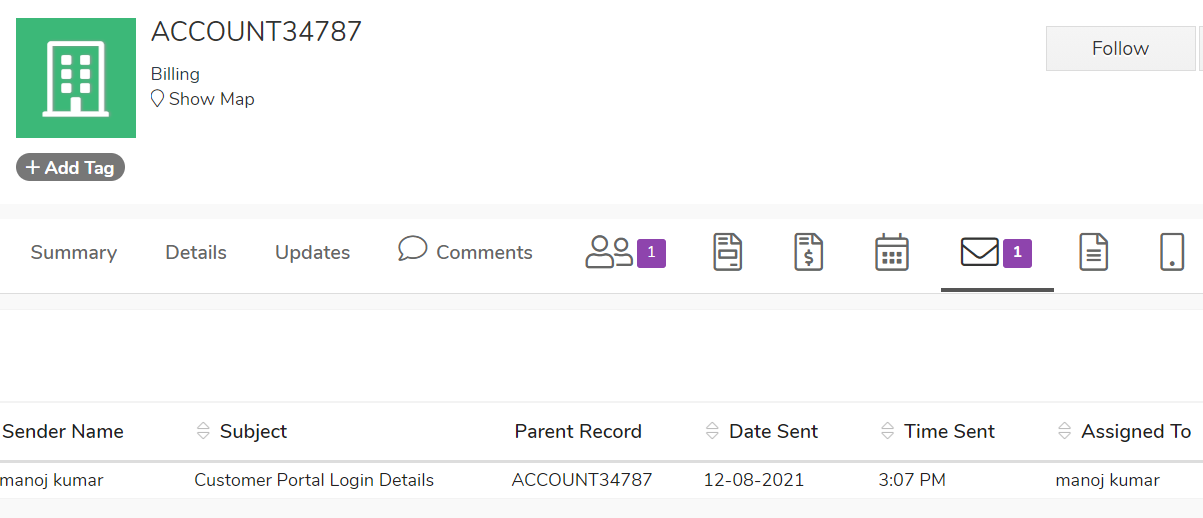 ACCOUNT34787
Follow
Billing
Show Map
+ Add Tag
Summary Details Updates Comments 1 $ 1
Sender Name Subject Parent Record Date Sent Time Sent Assigned To
manoj kumar Customer Portal Login Details ACCOUNT34787 12-08-2021 3:07 PM manoj kumar